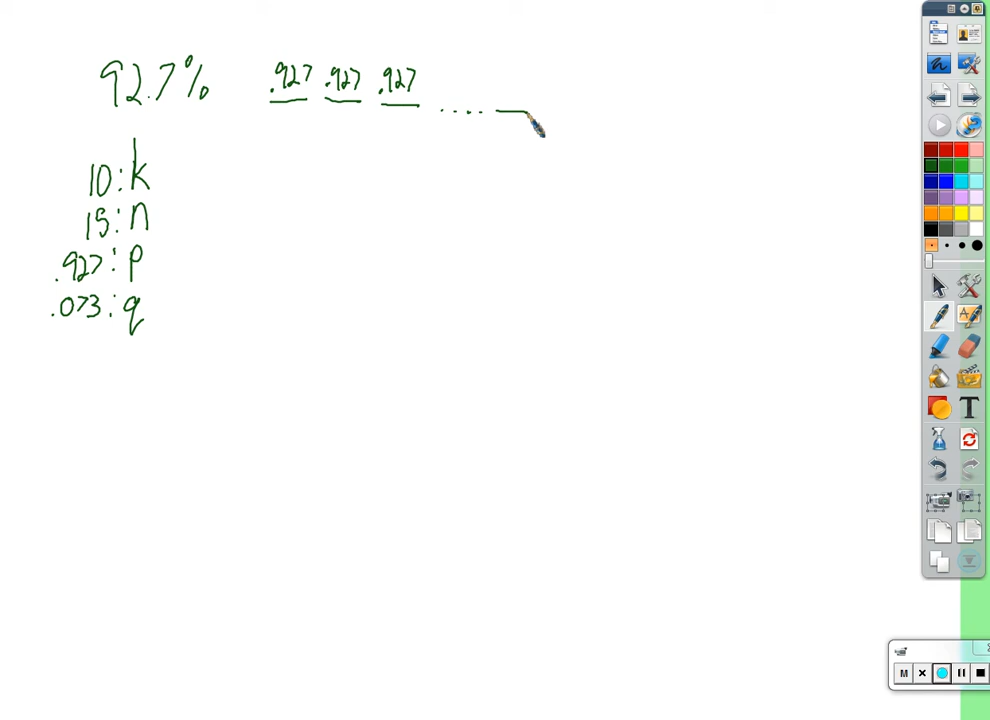 92.7% .927 .927 .927 .... 
10 : k
15 : n
.927 : p
.073 : q